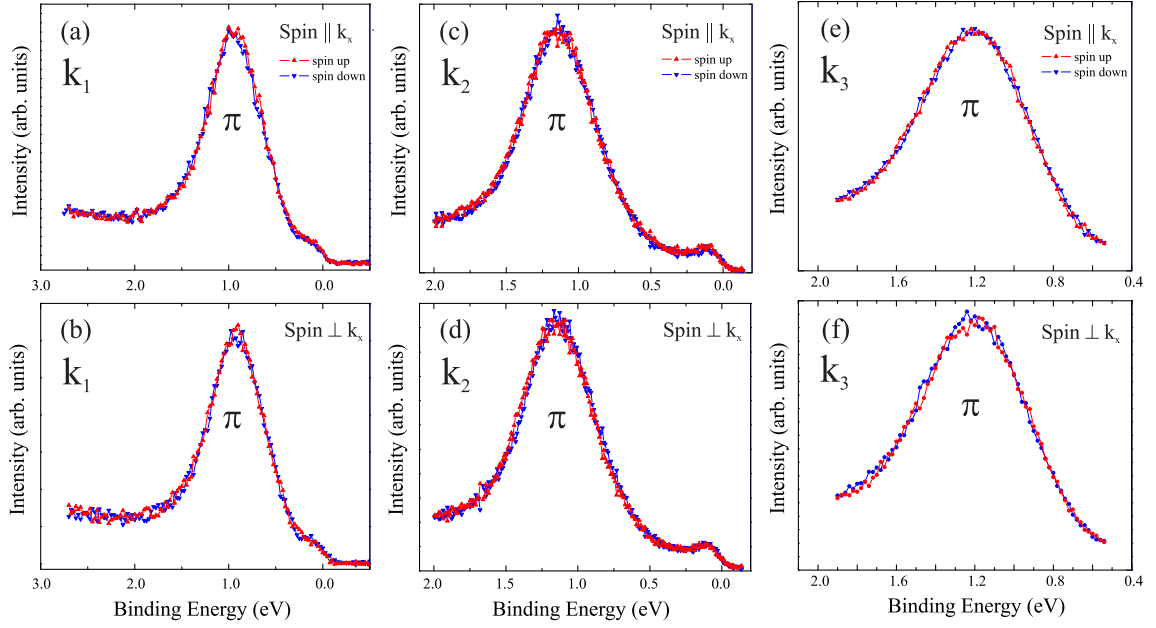 (a)
Spin || kx
spin up
spin down
k1
π
Intensity (arb. units)
3.0 2.0 1.0 0.0
(c)
Spin || kx
spin up
spin down
k2
π
Intensity (arb. units)
2.0 1.5 1.0 0.5 0.0
(e)
Spin || kx
spin up
spin down
k3
π
Intensity (arb. units)
2.0 1.6 1.2 0.8 0.4
(b)
Spin ⊥ kx
k1
π
Intensity (arb. units)
3.0 2.0 1.0 0.0
Binding Energy (eV)
(d)
Spin ⊥ kx
k2
π
Intensity (arb. units)
2.0 1.5 1.0 0.5 0.0
Binding Energy (eV)
(f)
Spin ⊥ kx
k3
π
Intensity (arb. units)
2.0 1.6 1.2 0.8 0.4
Binding Energy (eV)